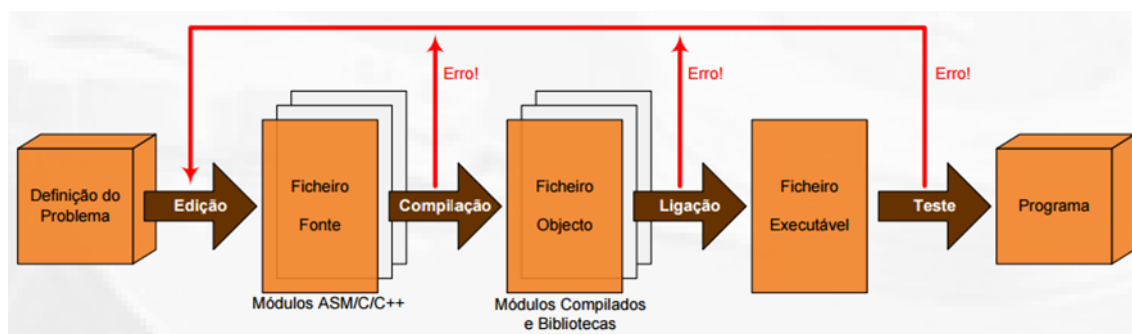 Erro!
Erro!
Erro!
Definição do
Problema
Edição
Ficheiro
Fonte
Compilação
Ficheiro
Objecto
Ligação
Ficheiro
Executável
Teste
Programa
Módulos ASM/C/C++
Módulos Compilados
e Bibliotecas